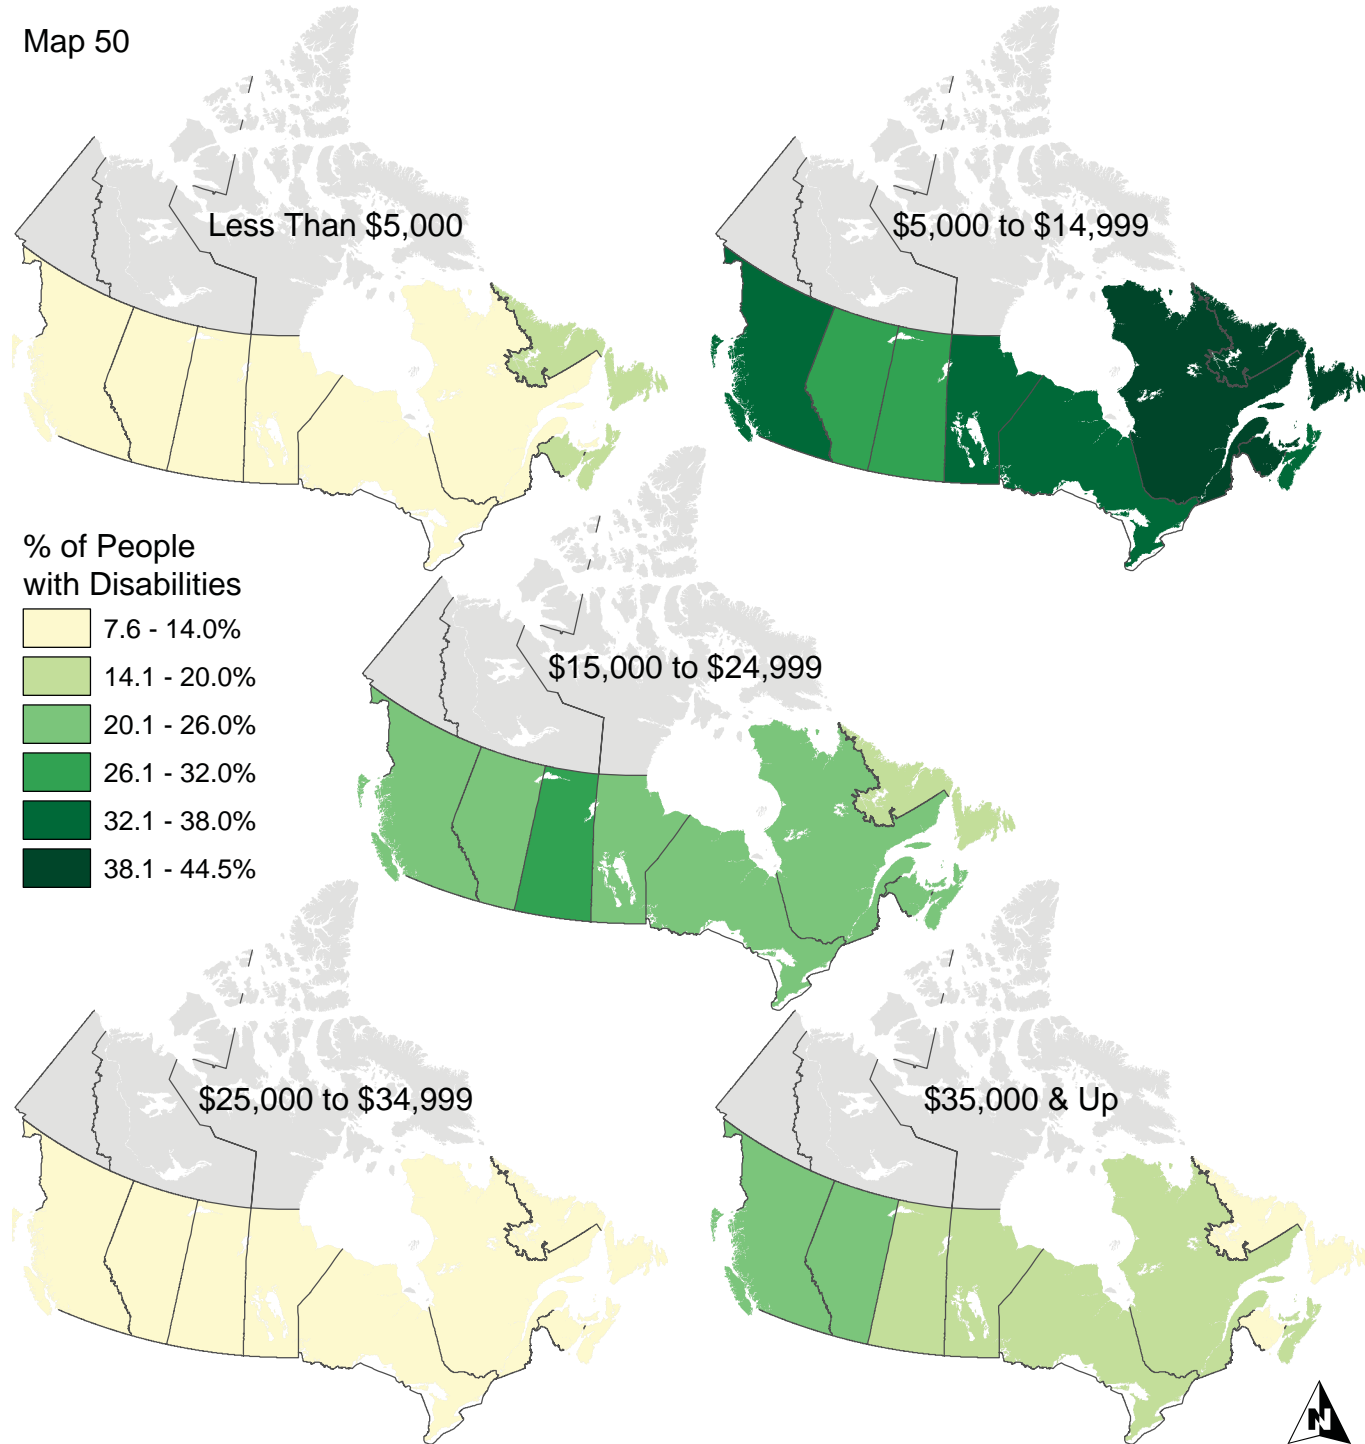 Map 50
Less Than $5,000
$5,000 to $14,999
% of People
with Disabilities
7.6 - 14.0%
14.1 - 20.0%
20.1 - 26.0%
26.1 - 32.0%
32.1 - 38.0%
38.1 - 44.5%
$15,000 to $24,999
$25,000 to $34,999
$35,000 & Up
N